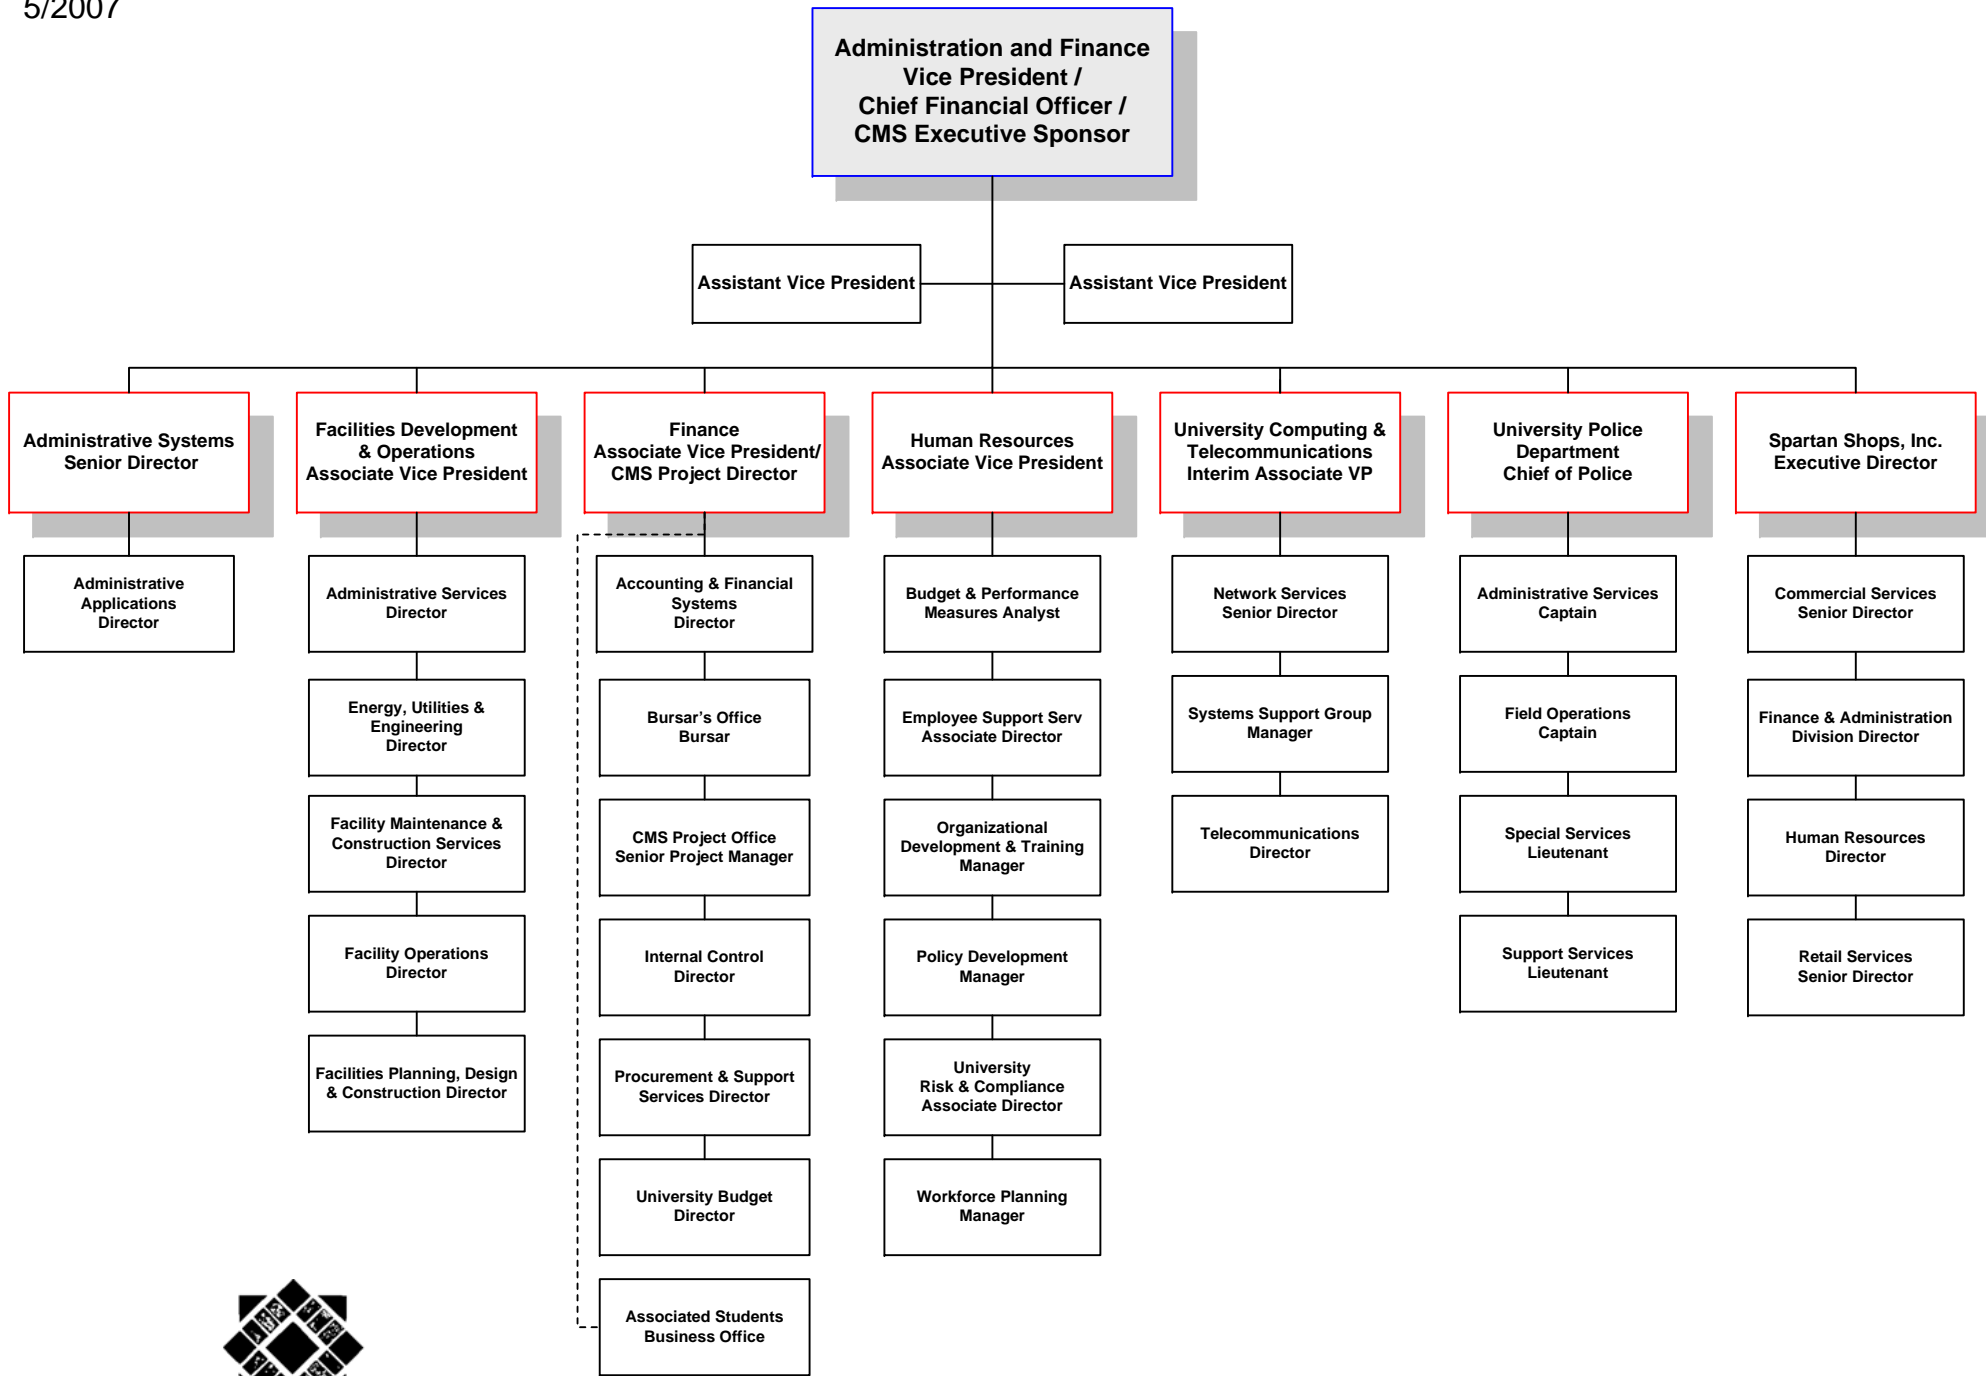 5/2007
Administration and Finance
Vice President /
Chief Financial Officer /
CMS Executive Sponsor
Assistant Vice President
Assistant Vice President
Administrative Systems
Senior Director
Facilities Development
& Operations
Associate Vice President
Finance
Associate Vice President/
CMS Project Director
Human Resources
Associate Vice President
University Computing &
Telecommunications
Interim Associate VP
University Police
Department
Chief of Police
Spartan Shops, Inc.
Executive Director
Administrative
Applications
Director
Administrative Services
Director
Energy, Utilities &
Engineering
Director
Facility Maintenance &
Construction Services
Director
Facility Operations
Director
Facilities Planning, Design
& Construction Director
Accounting & Financial
Systems
Director
Bursar’s Office
Bursar
CMS Project Office
Senior Project Manager
Internal Control
Director
Procurement & Support
Services Director
University Budget
Director
Associated Students
Business Office
Budget & Performance
Measures Analyst
Employee Support Serv
Associate Director
Organizational
Development & Training
Manager
Policy Development
Manager
University
Risk & Compliance
Associate Director
Workforce Planning
Manager
Network Services
Senior Director
Systems Support Group
Manager
Telecommunications
Director
Administrative Services
Captain
Field Operations
Captain
Special Services
Lieutenant
Support Services
Lieutenant
Commercial Services
Senior Director
Finance & Administration
Division Director
Human Resources
Director
Retail Services
Senior Director